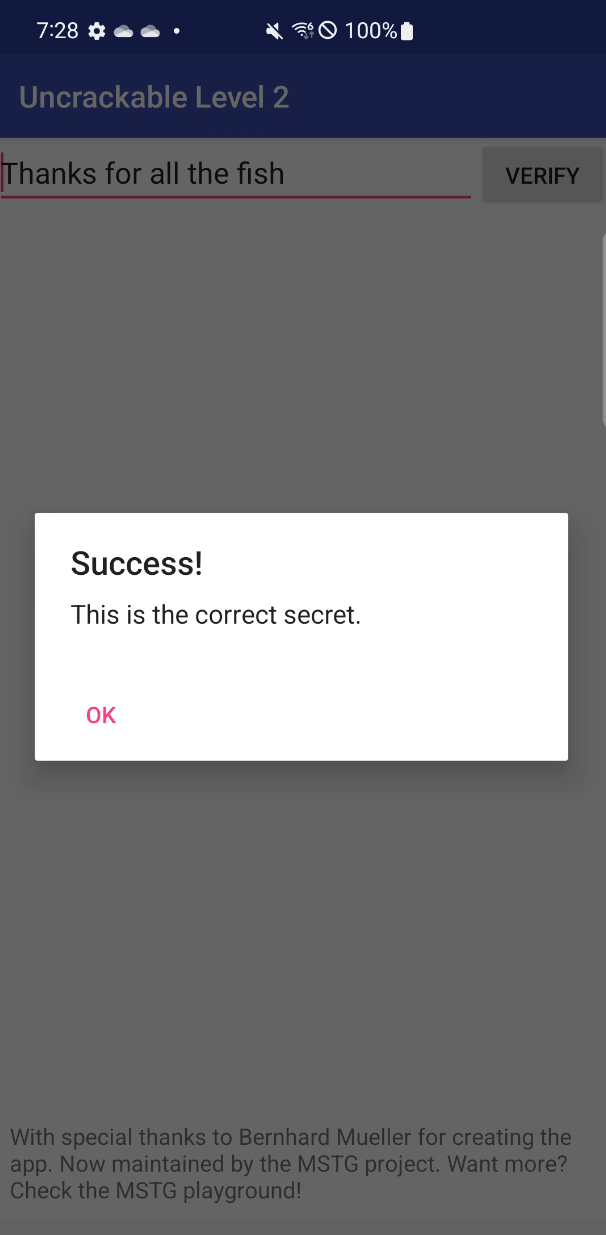 7:28 100%
Uncrackable Level 2
Thanks for all the fish VERIFY
Success!
This is the correct secret.
OK
With special thanks to Bernhard Mueller for creating the
app. Now maintained by the MSTG project. Want more?
Check the MSTG playground!